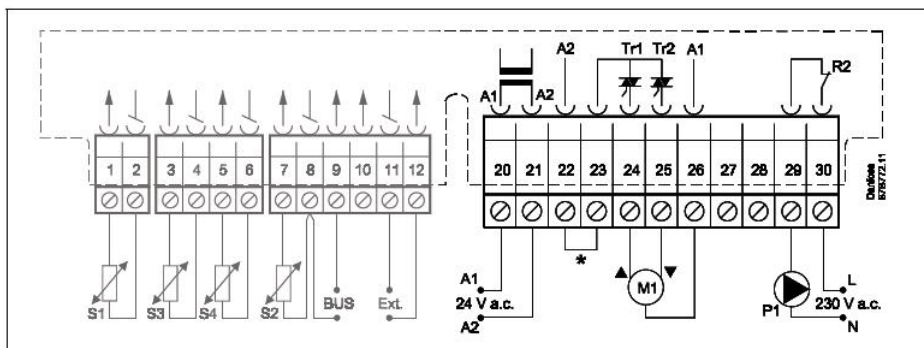 A2 Tr1 Tr2 A1
R2
A1 A2
1 2 3 4 5 6 7 8 9 10 11 12
20 21 22 23 24 25 26 27 28 29 30
Danfoss
87B772.11
*
A1
24 V a.c.
A2
S1 S3 S4 S2 BUS Ext.
M1
P1
L
230 V a.c.
N